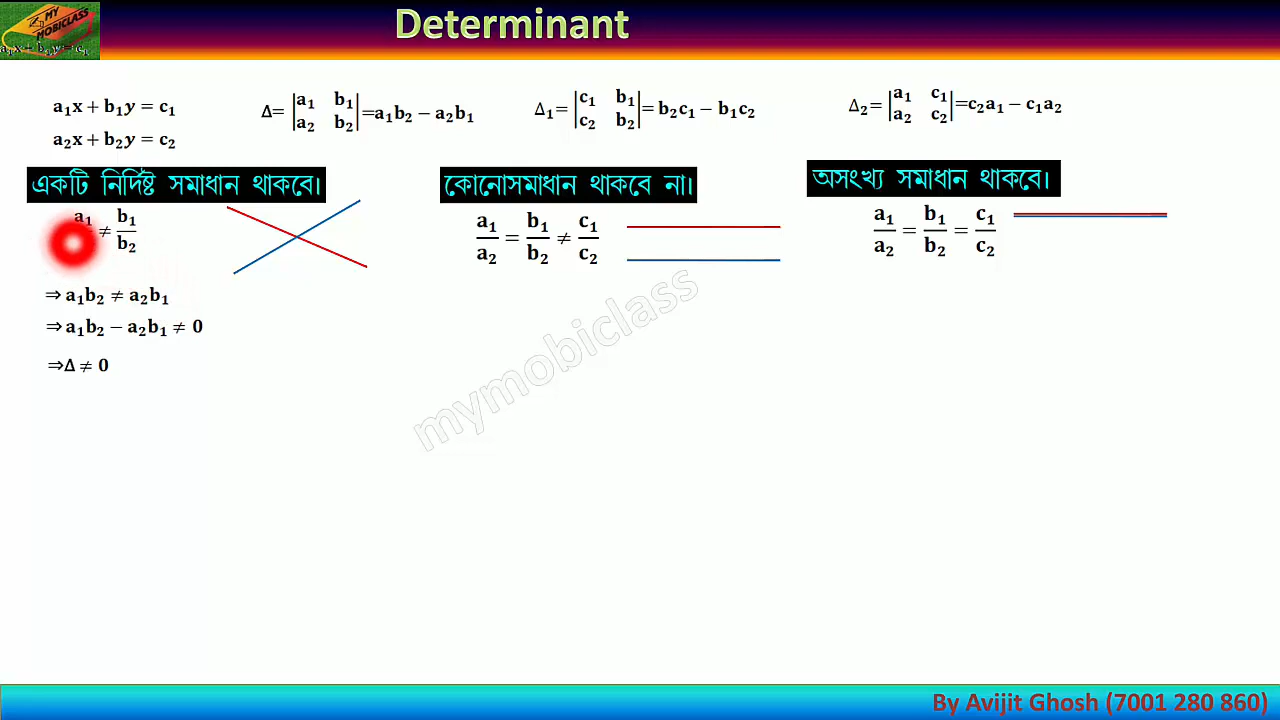 MY
MOBICLASS
Determinant
a₁x + b₁y = c₁
a₂x + b₂y = c₂
Δ= |a₁ b₁
a₂ b₂| =a₁b₂ − a₂b₁
Δ₁= |c₁ b₁
c₂ b₂| = b₂c₁ − b₁c₂
Δ₂= |a₁ c₁
a₂ c₂| =c₂a₁ − c₁a₂
একটি নির্দিষ্ট সমাধান থাকবে।
a₁ ≠ b₁/b₂
⇒ a₁b₂ ≠ a₂b₁
⇒ a₁b₂ − a₂b₁ ≠ 0
⇒Δ ≠ 0
কোনোসমাধান থাকবে না।
a₁/a₂ = b₁/b₂ ≠ c₁/c₂
অসংখ্য সমাধান থাকবে।
a₁/a₂ = b₁/b₂ = c₁/c₂
mymobiclass
By Avijit Ghosh (7001 280 860)